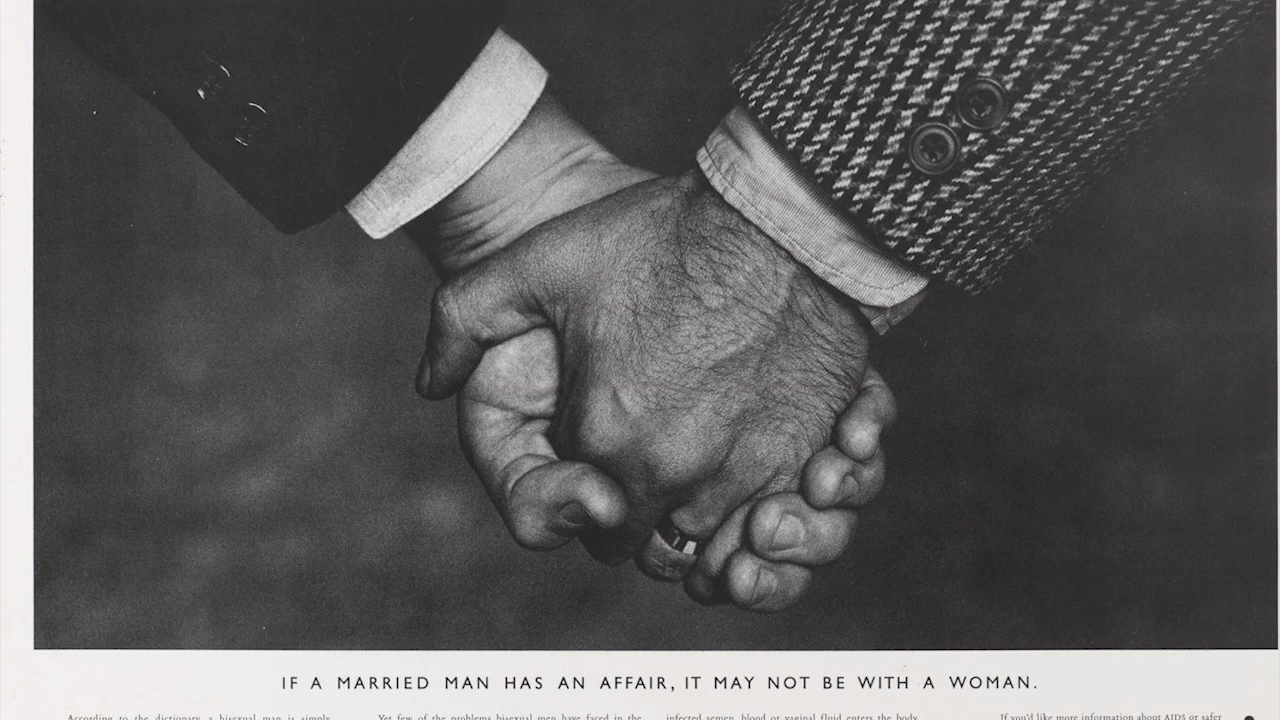 IF A MARRIED MAN HAS AN AFFAIR, IT MAY NOT BE WITH A WOMAN.
According to the dictionary, a bisexual man is simply
Yet few of the problems bisexual men have faced in the
infected semen, blood or vaginal fluid enters the body.
If you'd like more information about AIDS or safer